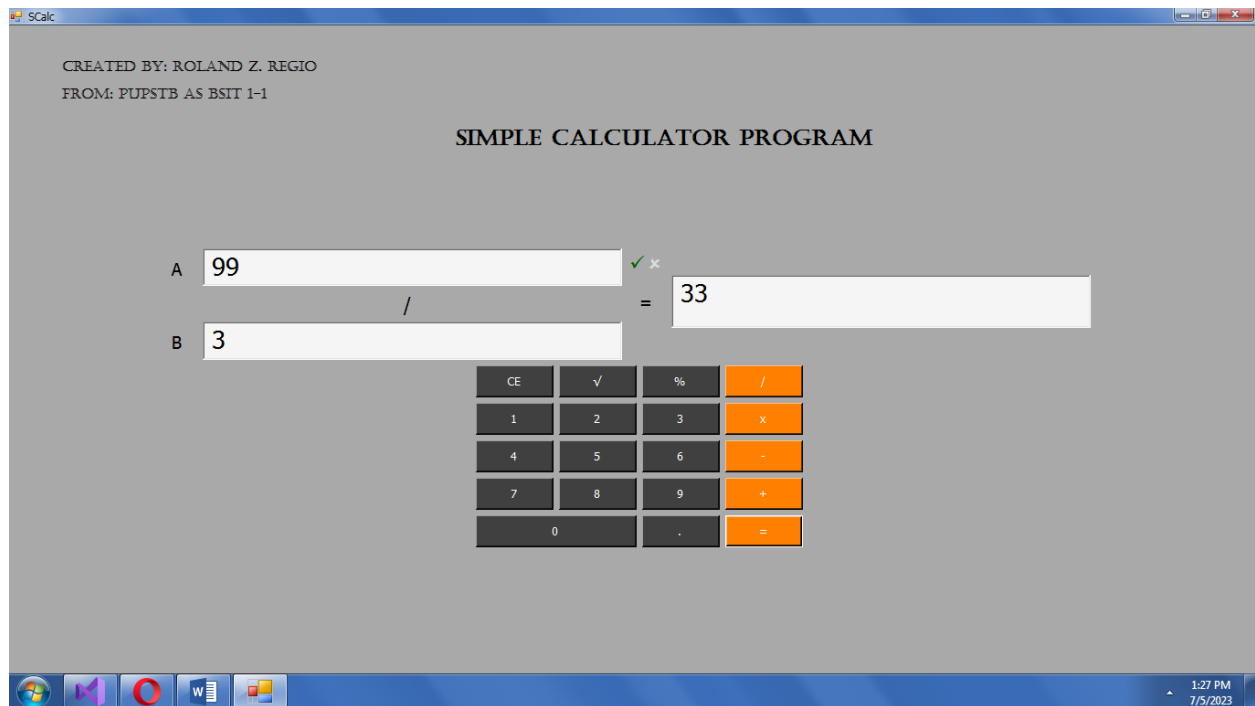 SCalc
CREATED BY: ROLAND Z. REGIO
FROM: PUPSTB AS BSIT 1-1
SIMPLE CALCULATOR PROGRAM
A 99 ✓ ×
/ = 33
B 3
CE √ % /
1 2 3 x
4 5 6 -
7 8 9 +
0 . =
W
1:27 PM
7/5/2023